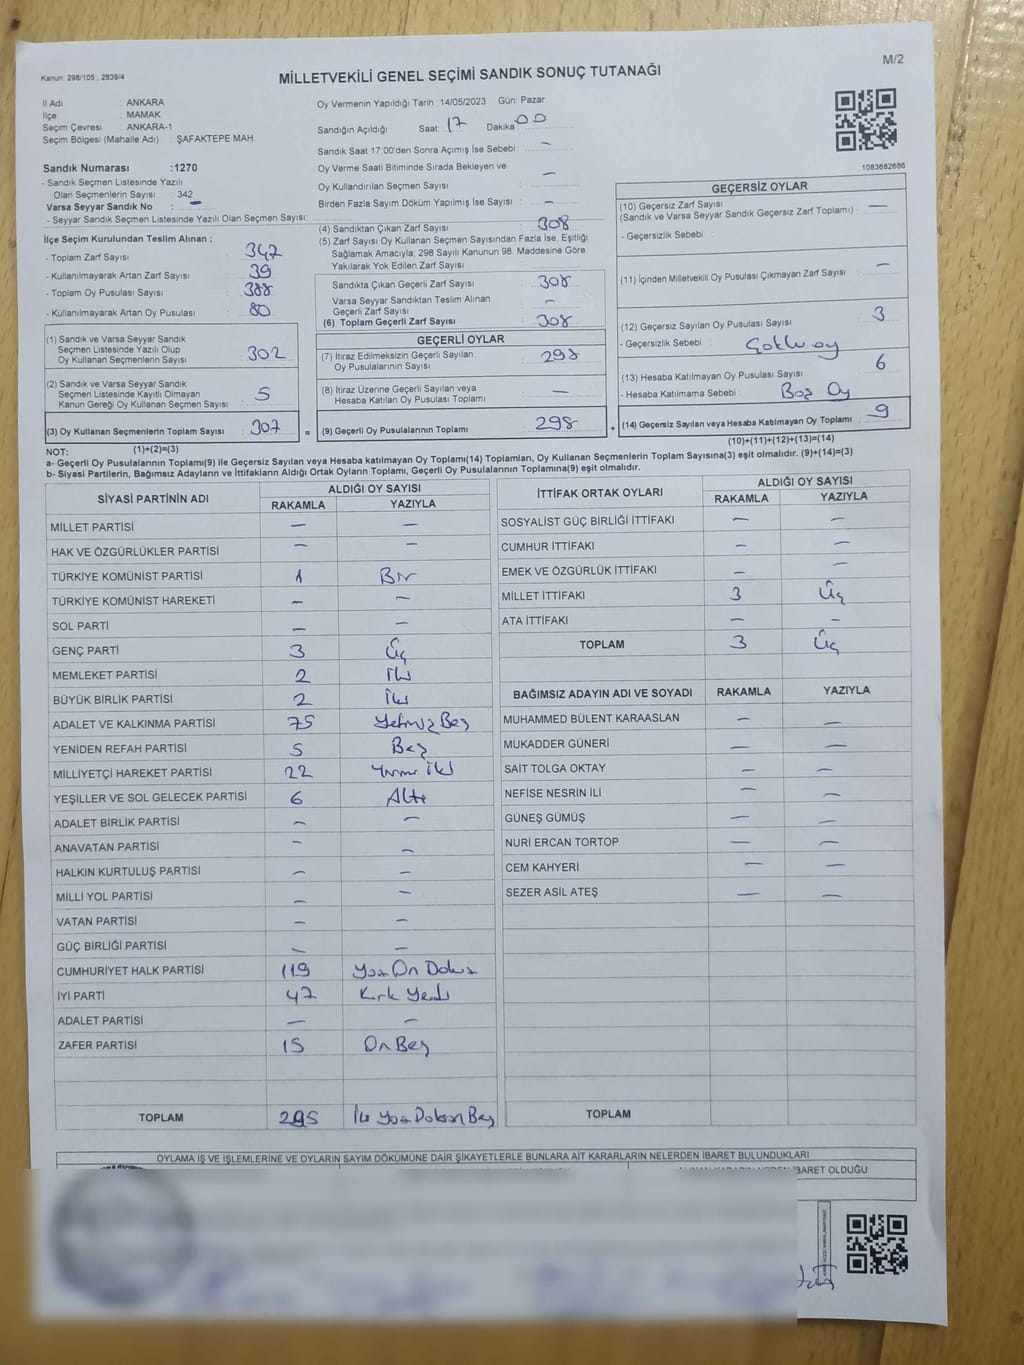 Kanun: 298/105 , 2839/4
MİLLETVEKİLİ GENEL SEÇİMİ SANDIK SONUÇ TUTANAĞI
M/2
İl Adı : ANKARA
İlçe : MAMAK
Seçim Çevresi : ANKARA-1
Seçim Bölgesi (Mahalle Adı) : ŞAFAKTEPE MAH.
Sandık Numarası :1270
- Sandık Seçmen Listesinde Yazılı
Olan Seçmenlerin Sayısı : 342
Varsa Seyyar Sandık No : —
- Seyyar Sandık Seçmen Listesinde Yazılı Olan Seçmen Sayısı:
İlçe Seçim Kurulundan Teslim Alınan ;
- Toplam Zarf Sayısı : 347
- Kullanılmayarak Artan Zarf Sayısı : 39
- Toplam Oy Pusulası Sayısı : 388
- Kullanılmayarak Artan Oy Pusulası : 80
(1) Sandık ve Varsa Seyyar Sandık
Seçmen Listesinde Yazılı Olup
Oy Kullanan Seçmenlerin Sayısı : 302
(2) Sandık ve Varsa Seyyar Sandık
Seçmen Listesinde Kayıtlı Olmayan
Kanun Gereği Oy Kullanan Seçmen Sayısı : 5
(3) Oy Kullanan Seçmenlerin Toplam Sayısı : 307
Oy Vermenin Yapıldığı Tarih :14/05/2023 Gün: Pazar
Sandığın Açıldığı Saat: 17 Dakika: 00
Sandık Saat 17:00'den Sonra Açımış İse Sebebi : —
Oy Verme Saati Bitiminde Sırada Bekleyen ve
Oy Kullandırılan Seçmen Sayısı : —
Birden Fazla Sayım Döküm Yapılmış İse Sayısı : —
(4) Sandıktan Çıkan Zarf Sayısı : 308
(5) Zarf Sayısı Oy Kullanan Seçmen Sayısından Fazla İse, Eşitliği
Sağlamak Amacıyla, 298 Sayılı Kanunun 98. Maddesine Göre
Yakılarak Yok Edilen Zarf Sayısı :
Sandıkta Çıkan Geçerli Zarf Sayısı : 308
Varsa Seyyar Sandıktan Teslim Alınan
Geçerli Zarf Sayısı : —
(6) Toplam Geçerli Zarf Sayısı : 308
GEÇERLİ OYLAR
(7) İtiraz Edilmeksizin Geçerli Sayılan
Oy Pusulalarının Sayısı : 298
(8) İtiraz Üzerine Geçerli Sayılan veya
Hesaba Katılan Oy Pusulası Toplamı : —
= (9) Geçerli Oy Pusulalarının Toplamı : 298
1083682686
GEÇERSİZ OYLAR
(10) Geçersiz Zarf Sayısı
(Sandık ve Varsa Seyyar Sandık Geçersiz Zarf Toplamı) : —
- Geçersizlik Sebebi :
(11) İçinden Milletvekili Oy Pusulası Çıkmayan Zarf Sayısı : —
(12) Geçersiz Sayılan Oy Pusulası Sayısı : 3
- Geçersizlik Sebebi : Çoklu oy
(13) Hesaba Katılmayan Oy Pusulası Sayısı : 6
- Hesaba Katılmama Sebebi : Boş Oy
+ (14) Geçersiz Sayılan veya Hesaba Katılmayan Oy Toplamı : 9
NOT: (1)+(2)=(3)
(10)+(11)+(12)+(13)=(14)
a- Geçerli Oy Pusulalarının Toplamı(9) ile Geçersiz Sayılan veya Hesaba katılmayan Oy Toplamı(14) Toplamları, Oy Kullanan Seçmenlerin Toplam Sayısına(3) eşit olmalıdır. (9)+(14)=(3)
b- Siyasi Partilerin, Bağımsız Adayların ve İttifakların Aldığı Ortak Oyların Toplamı, Geçerli Oy Pusulalarının Toplamına(9) eşit olmalıdır.
SİYASİ PARTİNİN ADI ALDIĞI OY SAYISI
RAKAMLA YAZIYLA
MİLLET PARTİSİ — —
HAK VE ÖZGÜRLÜKLER PARTİSİ — —
TÜRKİYE KOMÜNİST PARTİSİ 1 Bir
TÜRKİYE KOMÜNİST HAREKETİ — —
SOL PARTİ — —
GENÇ PARTİ 3 Üç
MEMLEKET PARTİSİ 2 İki
BÜYÜK BİRLİK PARTİSİ 2 İki
ADALET VE KALKINMA PARTİSİ 75 Yetmiş Beş
YENİDEN REFAH PARTİSİ 5 Beş
MİLLİYETÇİ HAREKET PARTİSİ 22 Yirmi İki
YEŞİLLER VE SOL GELECEK PARTİSİ 6 Altı
ADALET BİRLİK PARTİSİ — —
ANAVATAN PARTİSİ — —
HALKIN KURTULUŞ PARTİSİ — —
MİLLİ YOL PARTİSİ — —
VATAN PARTİSİ — —
GÜÇ BİRLİĞİ PARTİSİ — —
CUMHURİYET HALK PARTİSİ 119 Yüz On Dokuz
İYİ PARTİ 47 Kırk Yedi
ADALET PARTİSİ — —
ZAFER PARTİSİ 15 On Beş
TOPLAM 295 İki Yüz Doksan Beş
İTTİFAK ORTAK OYLARI ALDIĞI OY SAYISI
RAKAMLA YAZIYLA
SOSYALİST GÜÇ BİRLİĞİ İTTİFAKI — —
CUMHUR İTTİFAKI — —
EMEK VE ÖZGÜRLÜK İTTİFAKI — —
MİLLET İTTİFAKI 3 Üç
ATA İTTİFAKI — —
TOPLAM 3 Üç
BAĞIMSIZ ADAYIN ADI VE SOYADI RAKAMLA YAZIYLA
MUHAMMED BÜLENT KARAASLAN — —
MUKADDER GÜNERİ — —
SAİT TOLGA OKTAY — —
NEFİSE NESRİN İLİ — —
GÜNEŞ GÜMÜŞ — —
NURİ ERCAN TORTOP — —
CEM KAHYERİ — —
SEZER ASİL ATEŞ — —
TOPLAM
OYLAMA İŞ VE İŞLEMLERİNE VE OYLARIN SAYIM DÖKÜMÜNE DAİR ŞİKAYETLERLE BUNLARA AİT KARARLARIN NELERDEN İBARET BULUNDUKLARI
İBARET OLDUĞU